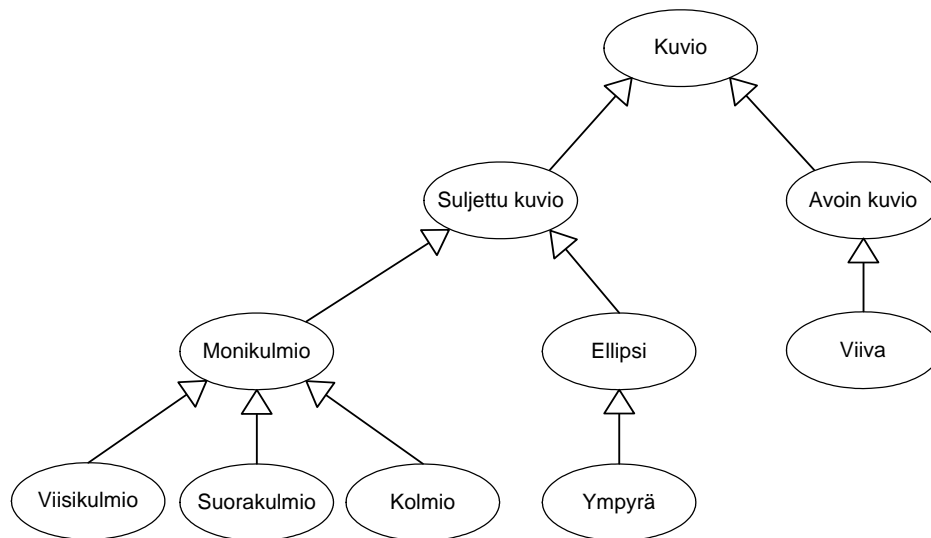 Kuvio
Suljettu kuvio
Avoin kuvio
Monikulmio
Ellipsi
Viiva
Viisikulmio
Suorakulmio
Kolmio
Ympyrä